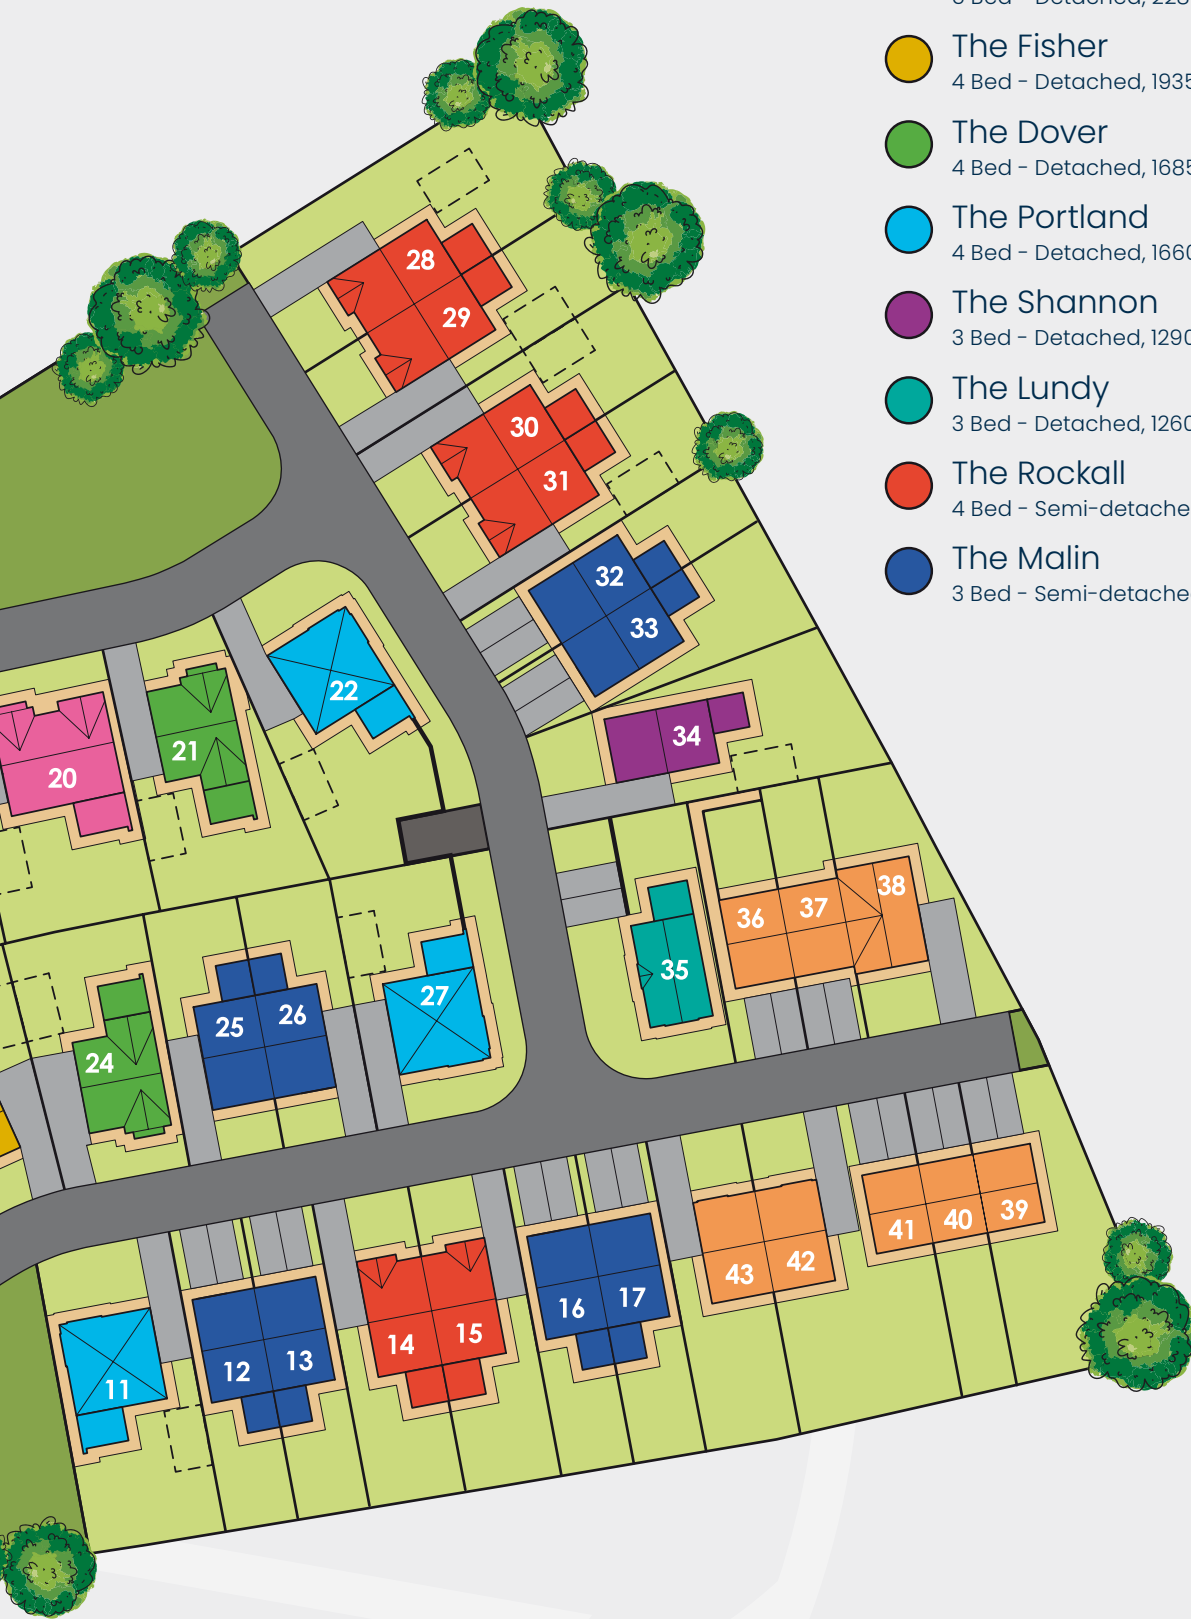 The Fisher
4 Bed - Detached, 1935
The Dover
4 Bed - Detached, 1685
The Portland
4 Bed - Detached, 1660
The Shannon
3 Bed - Detached, 1290
The Lundy
3 Bed - Detached, 1260
The Rockall
4 Bed - Semi-detache
The Malin
3 Bed - Semi-detache
28
29
30
31
32
33
22
34
21
20
38
37
36
35
27
26
25
24
39
40
41
42
43
17
16
15
14
13
12
11